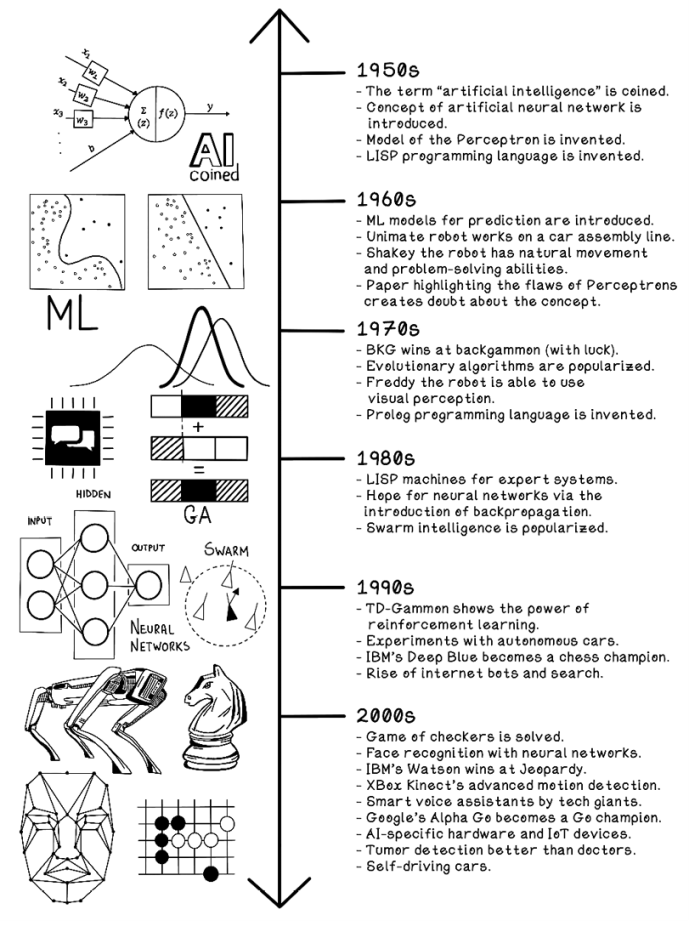 x1
w1
x2
w2
x3
w3
b
Σ
(z)
f(z)
y
AI
coined
ML
+
=
GA
HIDDEN
INPUT
OUTPUT
SWARM
NEURAL
NETWORKS
1950s
- The term "artificial intelligence" is coined.
- Concept of artificial neural network is
introduced.
- Model of the Perceptron is invented.
- LISP programming language is invented.
1960s
- ML models for prediction are introduced.
- Unimate robot works on a car assembly line.
- Shakey the robot has natural movement
and problem-solving abilities.
- Paper highlighting the flaws of Perceptrons
creates doubt about the concept.
1970s
- BKG wins at backgammon (with luck).
- Evolutionary algorithms are popularized.
- Freddy the robot is able to use
visual perception.
- Prolog programming language is invented.
1980s
- LISP machines for expert systems.
- Hope for neural networks via the
introduction of backpropagation.
- Swarm intelligence is popularized.
1990s
- TD-Gammon shows the power of
reinforcement learning.
- Experiments with autonomous cars.
- IBM's Deep Blue becomes a chess champion.
- Rise of internet bots and search.
2000s
- Game of checkers is solved.
- Face recognition with neural networks.
- IBM's Watson wins at Jeopardy.
- XBox Kinect's advanced motion detection.
- Smart voice assistants by tech giants.
- Google's Alpha Go becomes a Go champion.
- AI-specific hardware and IoT devices.
- Tumor detection better than doctors.
- Self-driving cars.